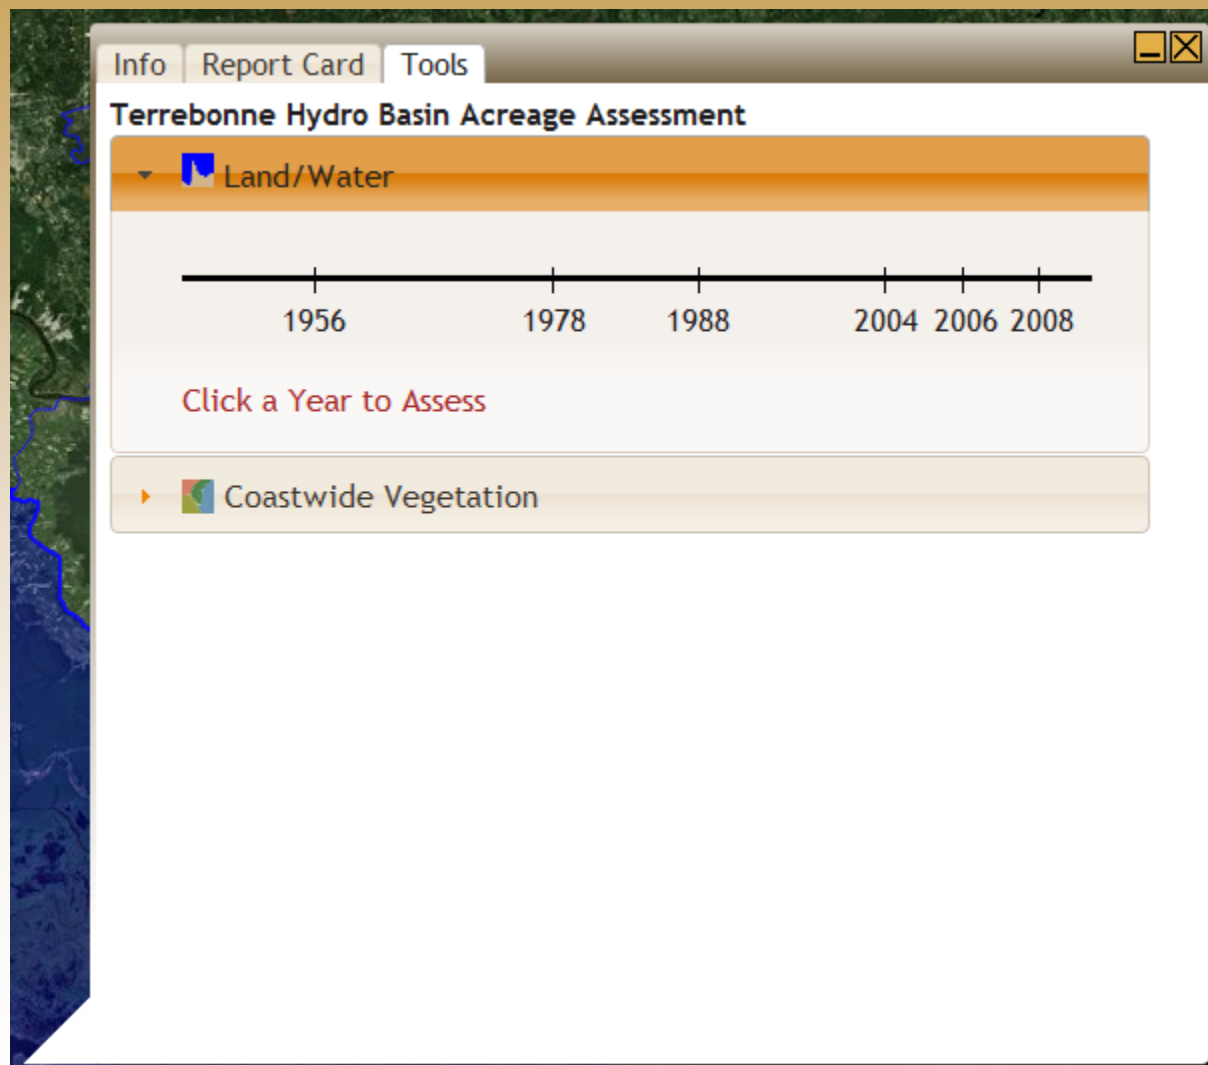 Info Report Card Tools
Terrebonne Hydro Basin Acreage Assessment
Land/Water
1956 1978 1988 2004 2006 2008
Click a Year to Assess
Coastwide Vegetation